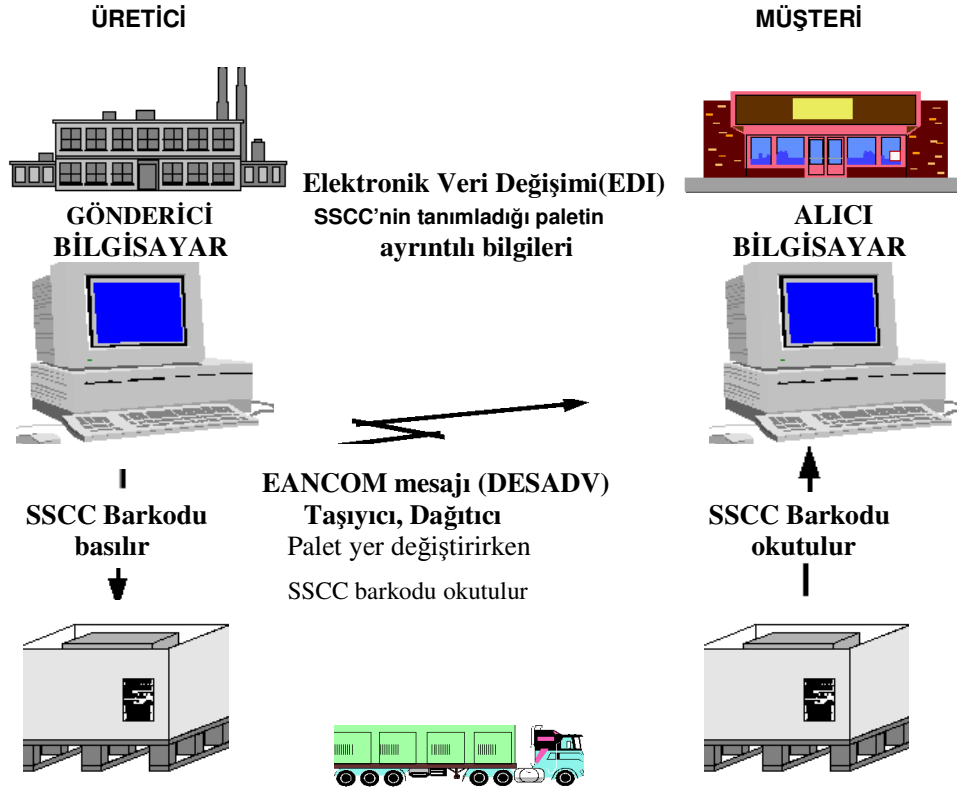 ÜRETİCİ
MÜŞTERİ
Elektronik Veri Değişimi(EDI)
GÖNDERİCİ
BİLGİSAYAR
SSCC'nin tanımladığı paletin
ayrıntılı bilgileri
ALICI
BİLGİSAYAR
EANCOM mesajı (DESADV)
SSCC Barkodu
basılır
Taşıyıcı, Dağıtıcı
Palet yer değiştirirken
SSCC barkodu okutulur
SSCC Barkodu
okutulur